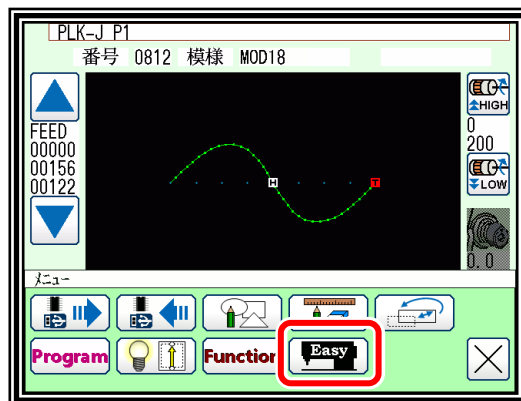 PLK-J P1
番号 0812 模様 MOD18
HIGH
FEED
00000
00156
00122
0
200
LOW
H
T
0.0
メニュー
Program
Function
Easy